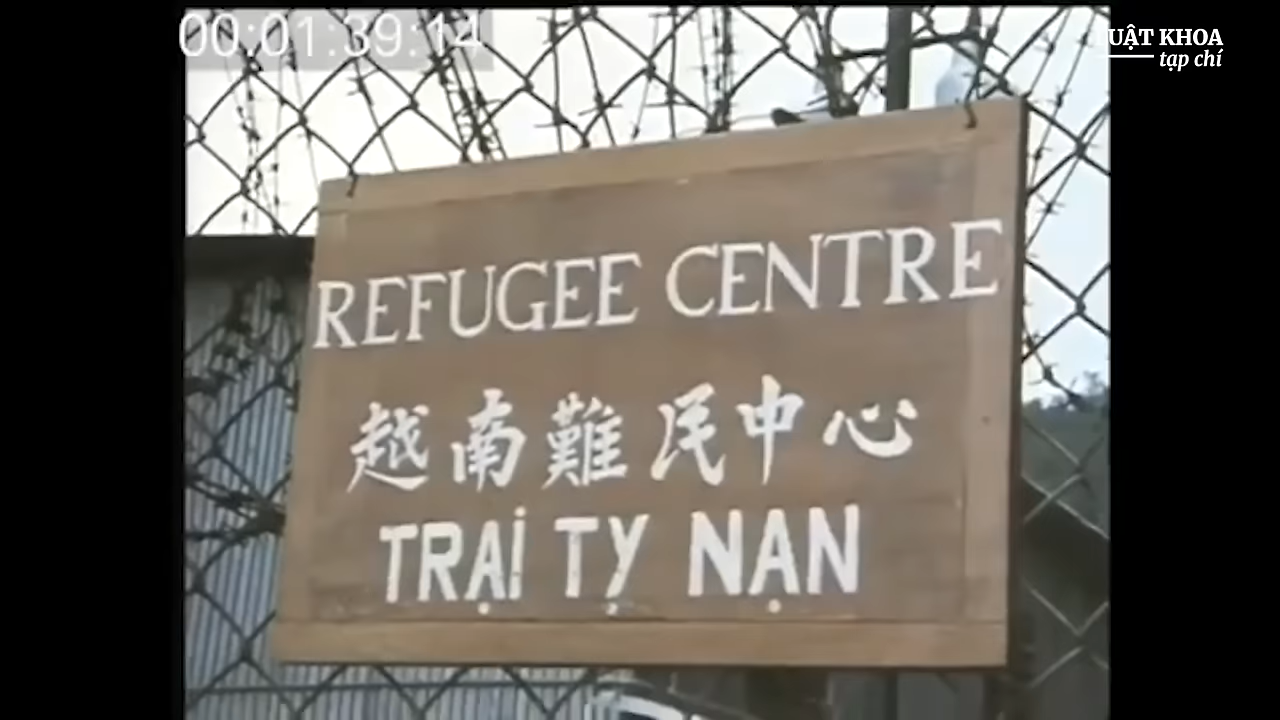 00:01:39:14
UẬT KHOA
tạp chí
REFUGEE CENTRE
越南難民中心
TRẠi TỴ NẠN